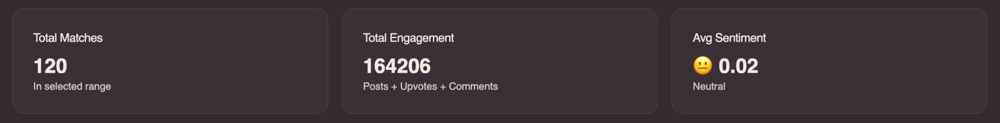 Total Matches
120
In selected range
Total Engagement
164206
Posts + Upvotes + Comments
Avg Sentiment
😐 0.02
Neutral